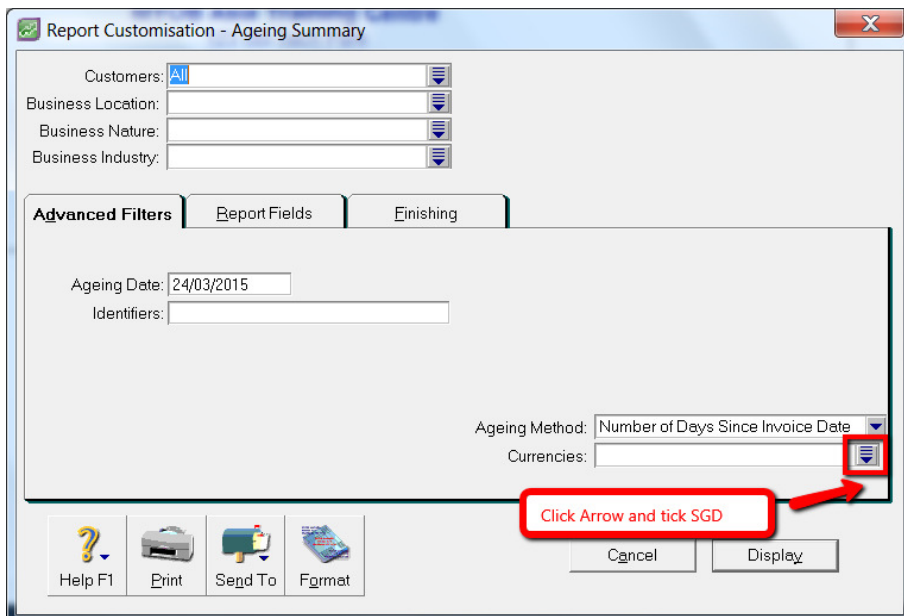 Report Customisation - Ageing Summary
X
Customers: All
Business Location:
Business Nature:
Business Industry:
Advanced Filters Report Fields Finishing
Ageing Date: 24/03/2015
Identifiers:
Ageing Method: Number of Days Since Invoice Date
Currencies:
Click Arrow and tick SGD
Help F1 Print Send To Format Cancel Display